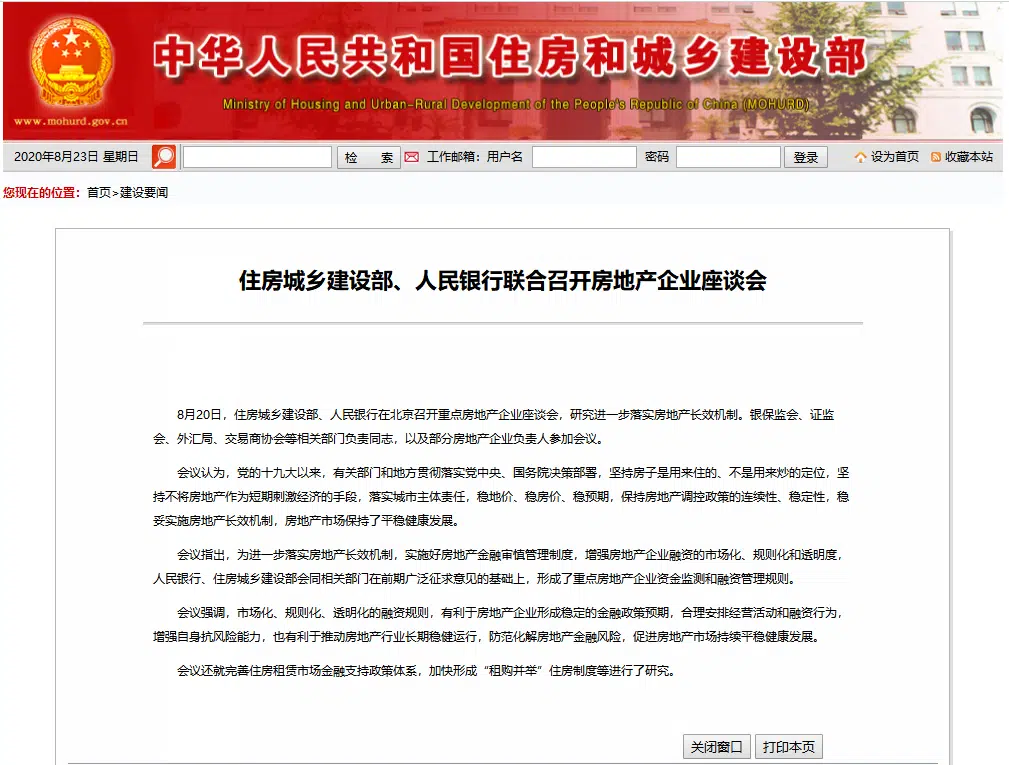 中华人民共和国住房和城乡建设部
Ministry of Housing and Urban-Rural Development of the People's Republic of China (MOHURD)
www.mohurd.gov.cn
2020年8月23日 星期日 检 索 工作邮箱：用户名 密码 登录 设为首页 收藏本站
您现在的位置：首页>建设要闻
住房城乡建设部、人民银行联合召开房地产企业座谈会
8月20日，住房城乡建设部、人民银行在北京召开重点房地产企业座谈会，研究进一步落实房地产长效机制。银保监会、证监
会、外汇局、交易商协会等相关部门负责同志，以及部分房地产企业负责人参加会议。
会议认为，党的十九大以来，有关部门和地方贯彻落实党中央、国务院决策部署，坚持房子是用来住的、不是用来炒的定位，坚
持不将房地产作为短期刺激经济的手段，落实城市主体责任，稳地价、稳房价、稳预期，保持房地产调控政策的连续性、稳定性，稳
妥实施房地产长效机制，房地产市场保持了平稳健康发展。
会议指出，为进一步落实房地产长效机制，实施好房地产金融审慎管理制度，增强房地产企业融资的市场化、规则化和透明度，
人民银行、住房城乡建设部会同相关部门在前期广泛征求意见的基础上，形成了重点房地产企业资金监测和融资管理规则。
会议强调，市场化、规则化、透明化的融资规则，有利于房地产企业形成稳定的金融政策预期，合理安排经营活动和融资行为，
增强自身抗风险能力，也有利于推动房地产行业长期稳健运行，防范化解房地产金融风险，促进房地产市场持续平稳健康发展。
会议还就完善住房租赁市场金融支持政策体系，加快形成“租购并举”住房制度等进行了研究。
关闭窗口 打印本页